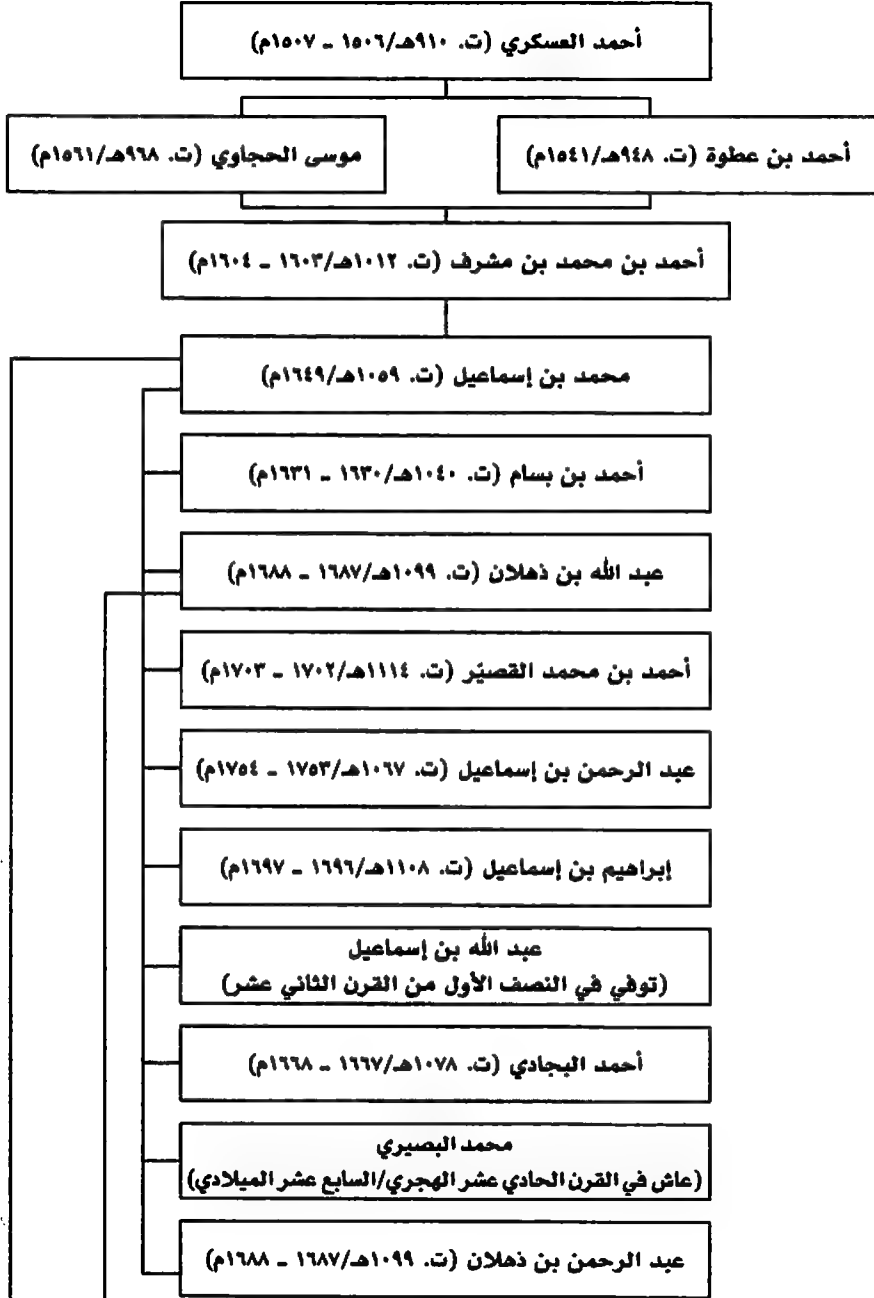 أحمد العسكري (ت. ٩١٠هـ/١٥٠٦ ـ ١٥٠٧م)
أحمد بن عطوة (ت. ٩٤٨هـ/١٥٤١م)
موسى الحجاوي (ت. ٩٦٨هـ/١٥٦١م)
أحمد بن محمد بن مشرف (ت. ١٠١٢هـ/١٦٠٣ ـ ١٦٠٤م)
محمد بن إسماعيل (ت. ١٠٥٩هـ/١٦٤٩م)
أحمد بن بسام (ت. ١٠٤٠هـ/١٦٣٠ ـ ١٦٣١م)
عبد الله بن ذهلان (ت. ١٠٩٩هـ/١٦٨٧ ـ ١٦٨٨م)
أحمد بن محمد القصيّر (ت. ١١١٤هـ/١٧٠٢ ـ ١٧٠٣م)
عبد الرحمن بن إسماعيل (ت. ١٠٦٧هـ/١٧٥٣ ـ ١٧٥٤م)
إبراهيم بن إسماعيل (ت. ١١٠٨هـ/١٦٩٦ ـ ١٦٩٧م)
عبد الله بن إسماعيل
(توفي في النصف الأول من القرن الثاني عشر)
أحمد البجادي (ت. ١٠٧٨هـ/١٦٦٧ ـ ١٦٦٨م)
محمد البصيري
(عاش في القرن الحادي عشر الهجري/السابع عشر الميلادي)
عبد الرحمن بن ذهلان (ت. ١٠٩٩هـ/١٦٨٧ ـ ١٦٨٨م)